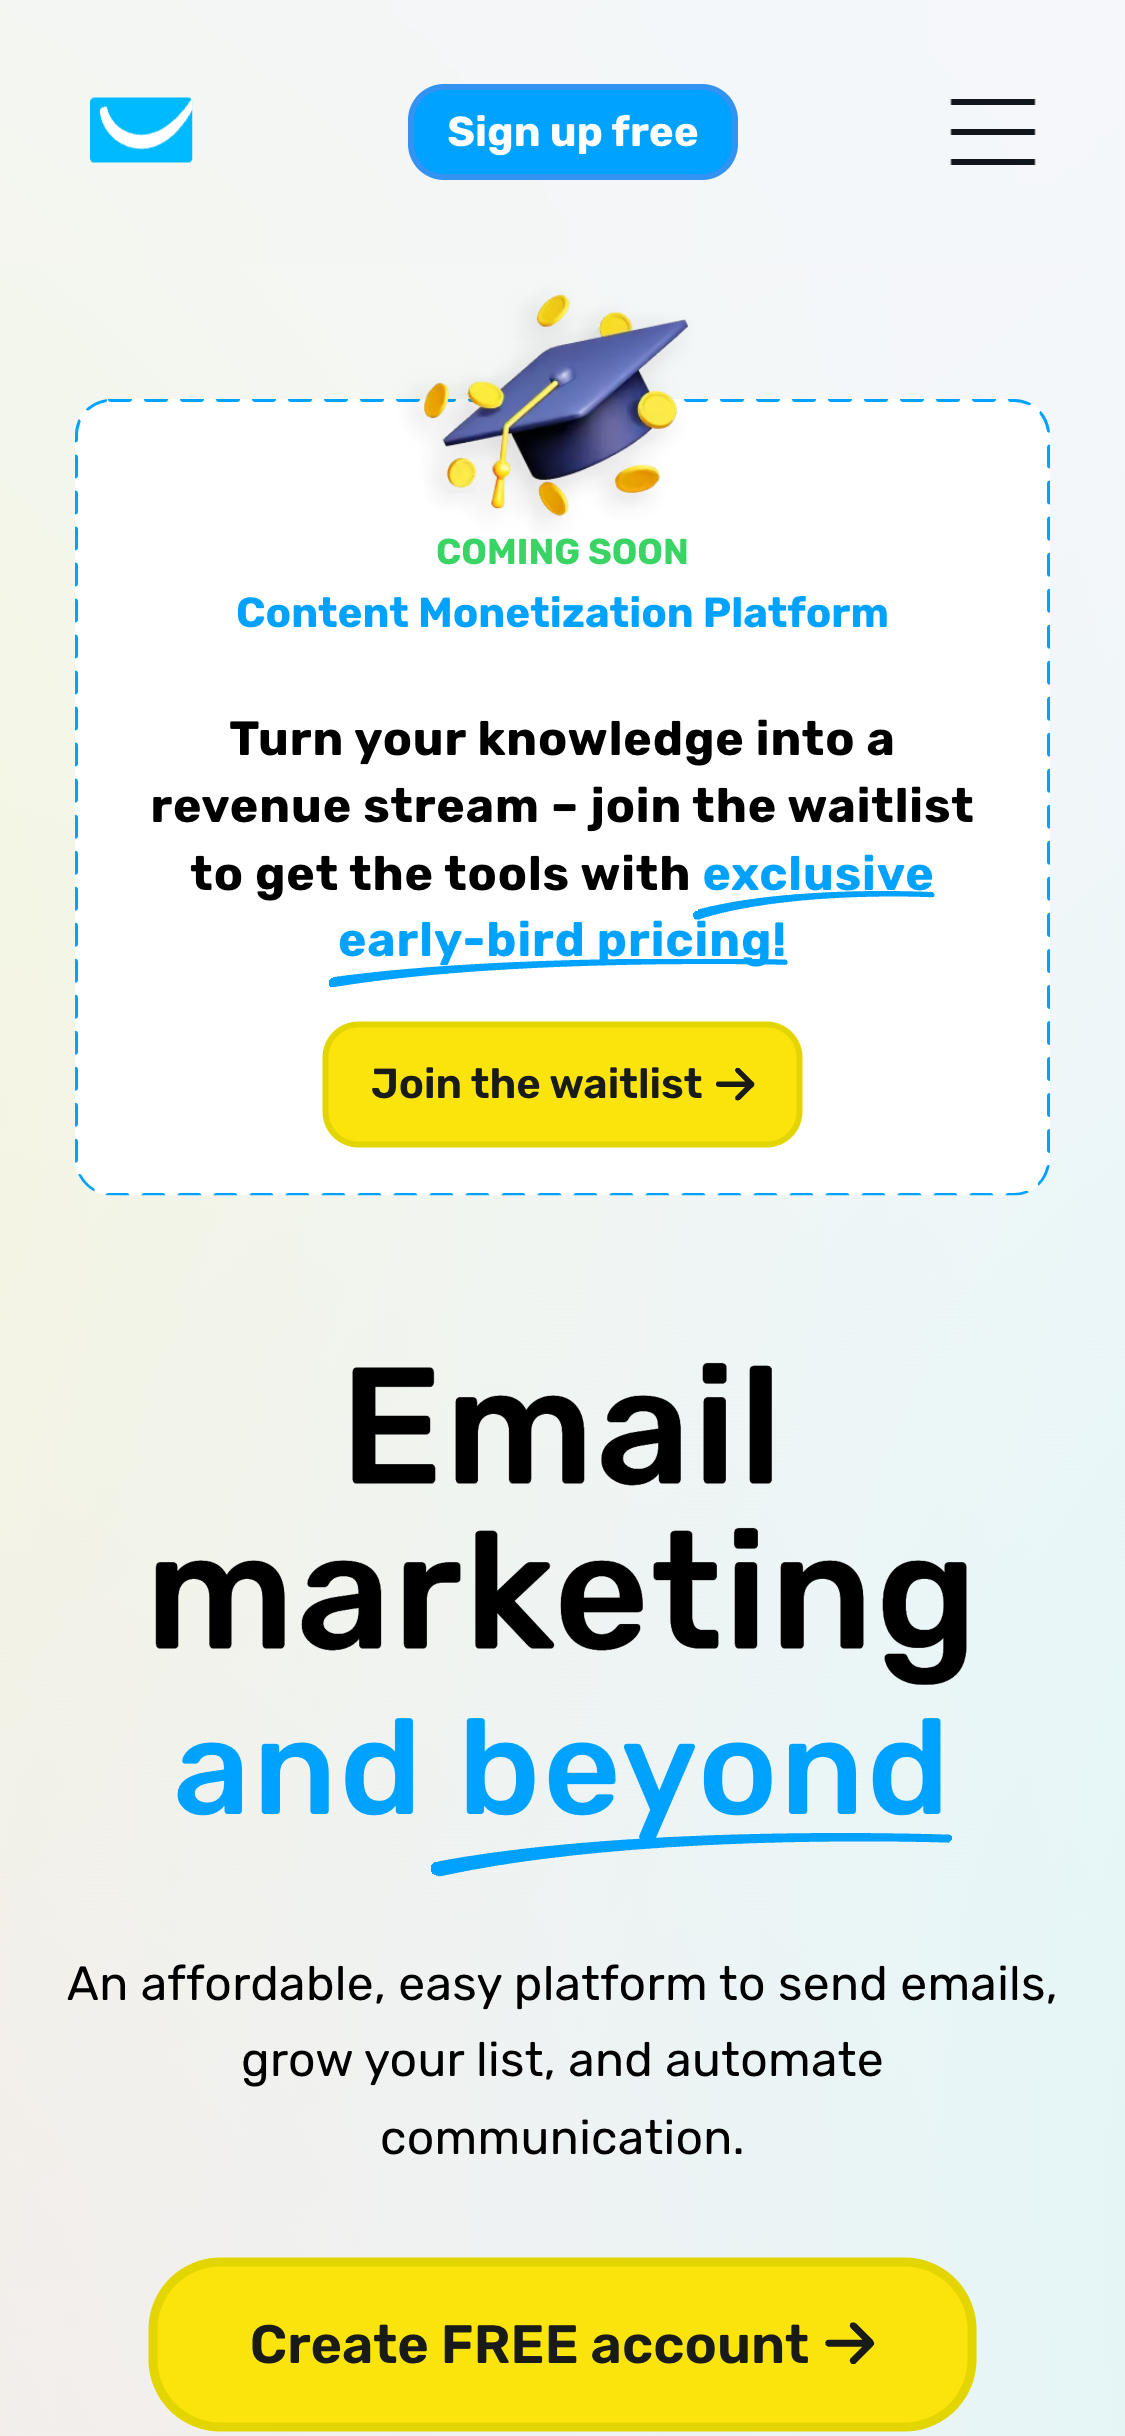 Sign up free
COMING SOON
Content Monetization Platform
Turn your knowledge into a
revenue stream – join the waitlist
to get the tools with exclusive
early-bird pricing!
Join the waitlist →
Email
marketing
and beyond
An affordable, easy platform to send emails,
grow your list, and automate
communication.
Create FREE account →